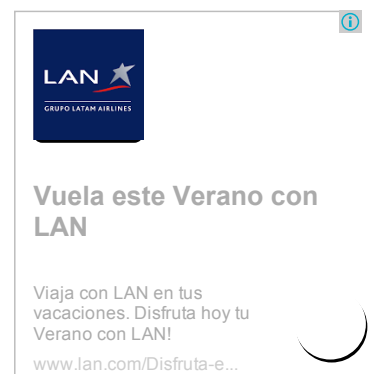 LAN
GRUPO LATAM AIRLINES
Vuela este Verano con
LAN
Viaja con LAN en tus
vacaciones. Disfruta hoy tu
Verano con LAN!
www.lan.com/Disfruta-e...